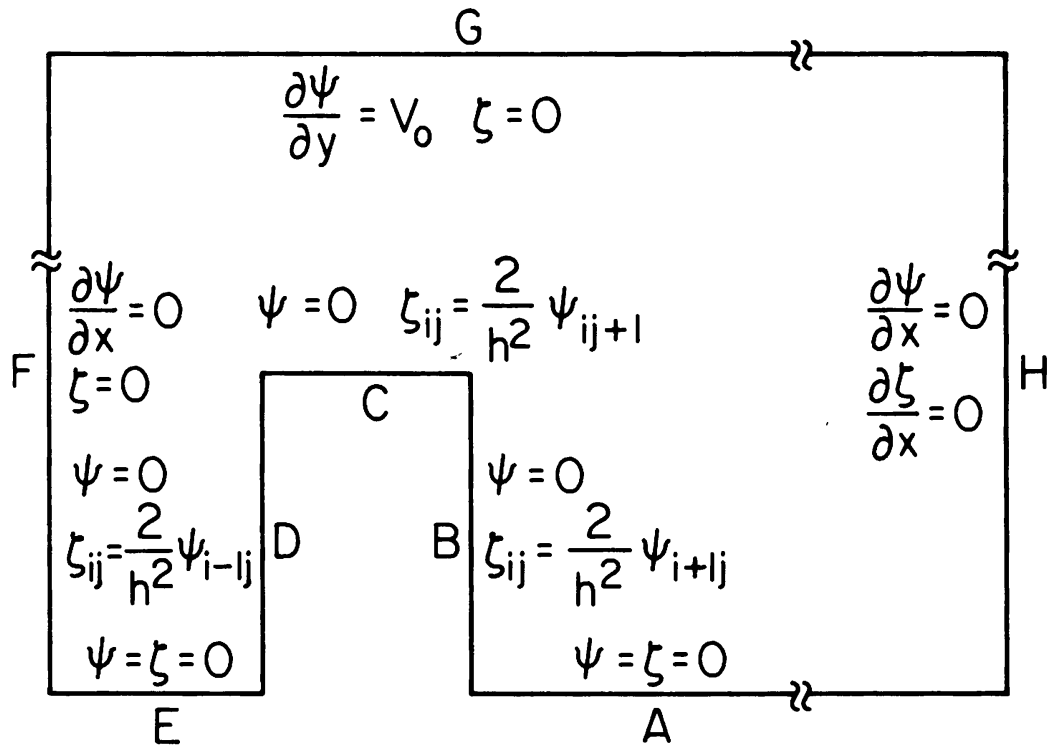 G
∂ψ/∂y = V₀ ζ = 0
∂ψ/∂x = 0
ζ = 0
F
ψ = 0 ζij = 2/h² ψij+1
C
∂ψ/∂x = 0
∂ζ/∂x = 0
H
ψ = 0
ζij = 2/h² ψi−1j
D
B
ψ = 0
ζij = 2/h² ψi+1j
ψ = ζ = 0
E
ψ = ζ = 0
A